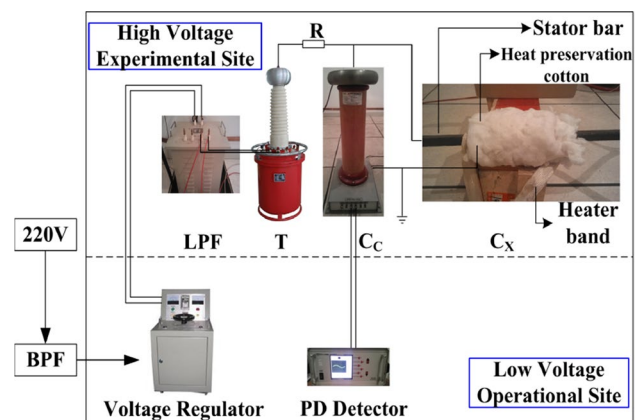 High Voltage
Experimental Site
R
Stator bar
Heat preservation
cotton
Heater
band
LPF
T
CC
CX
220V
BPF
Voltage Regulator
PD Detector
Low Voltage
Operational Site